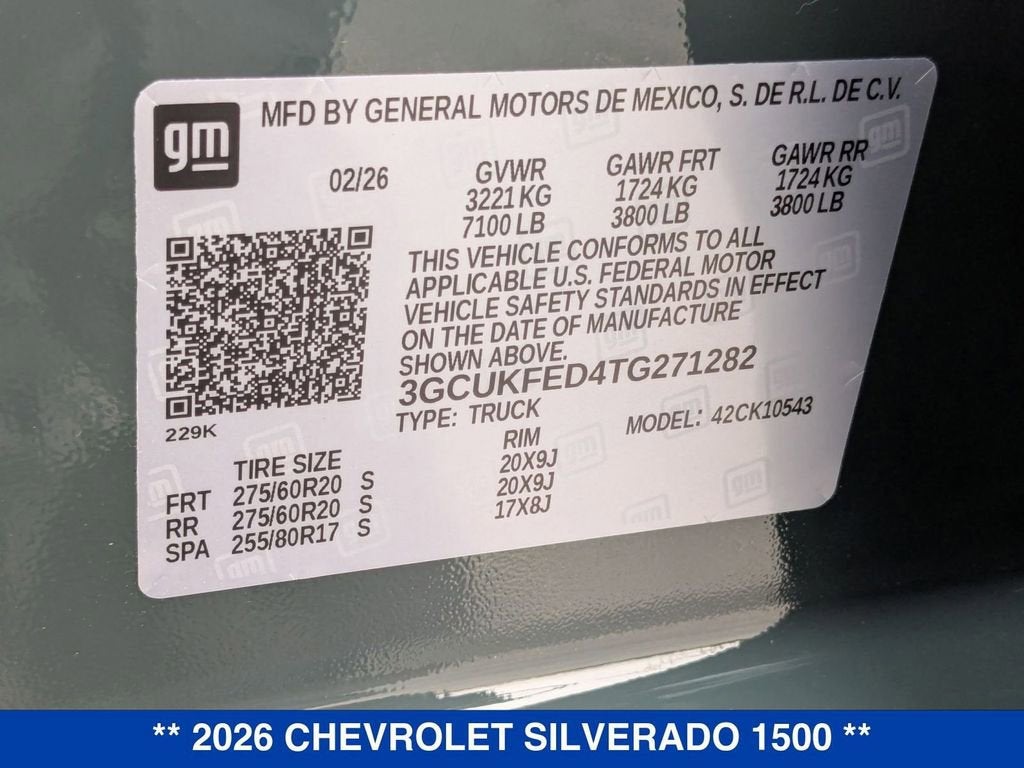 gm
MFD BY GENERAL MOTORS DE MEXICO, S. DE R.L. DE C.V.
02/26
GVWR GAWR FRT GAWR RR
3221 KG 1724 KG 1724 KG
7100 LB 3800 LB 3800 LB
THIS VEHICLE CONFORMS TO ALL
APPLICABLE U.S. FEDERAL MOTOR
VEHICLE SAFETY STANDARDS IN EFFECT
ON THE DATE OF MANUFACTURE
SHOWN ABOVE.
3GCUKFED4TG271282
TYPE: TRUCK MODEL: 42CK10543
229K
TIRE SIZE RIM
FRT 275/60R20 S 20X9J
RR 275/60R20 S 20X9J
SPA 255/80R17 S 17X8J
** 2026 CHEVROLET SILVERADO 1500 **